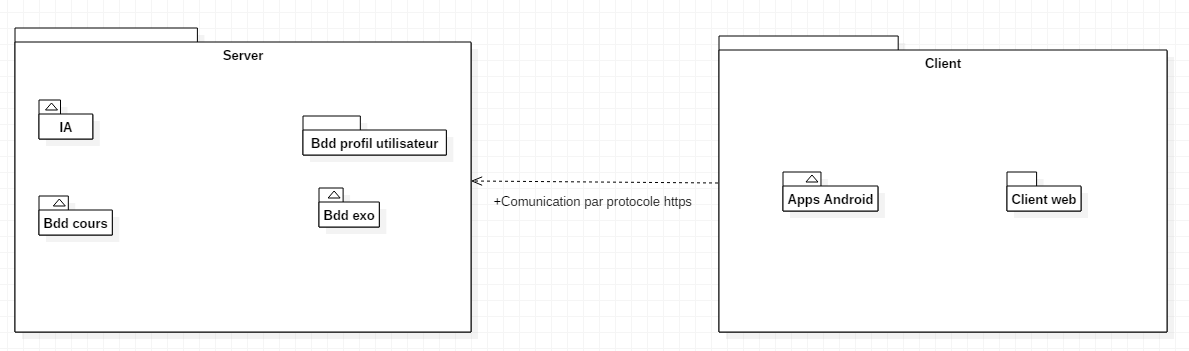 Server
IA
Bdd profil utilisateur
Bdd cours
Bdd exo
+Comunication par protocole https
Client
Apps Android
Client web